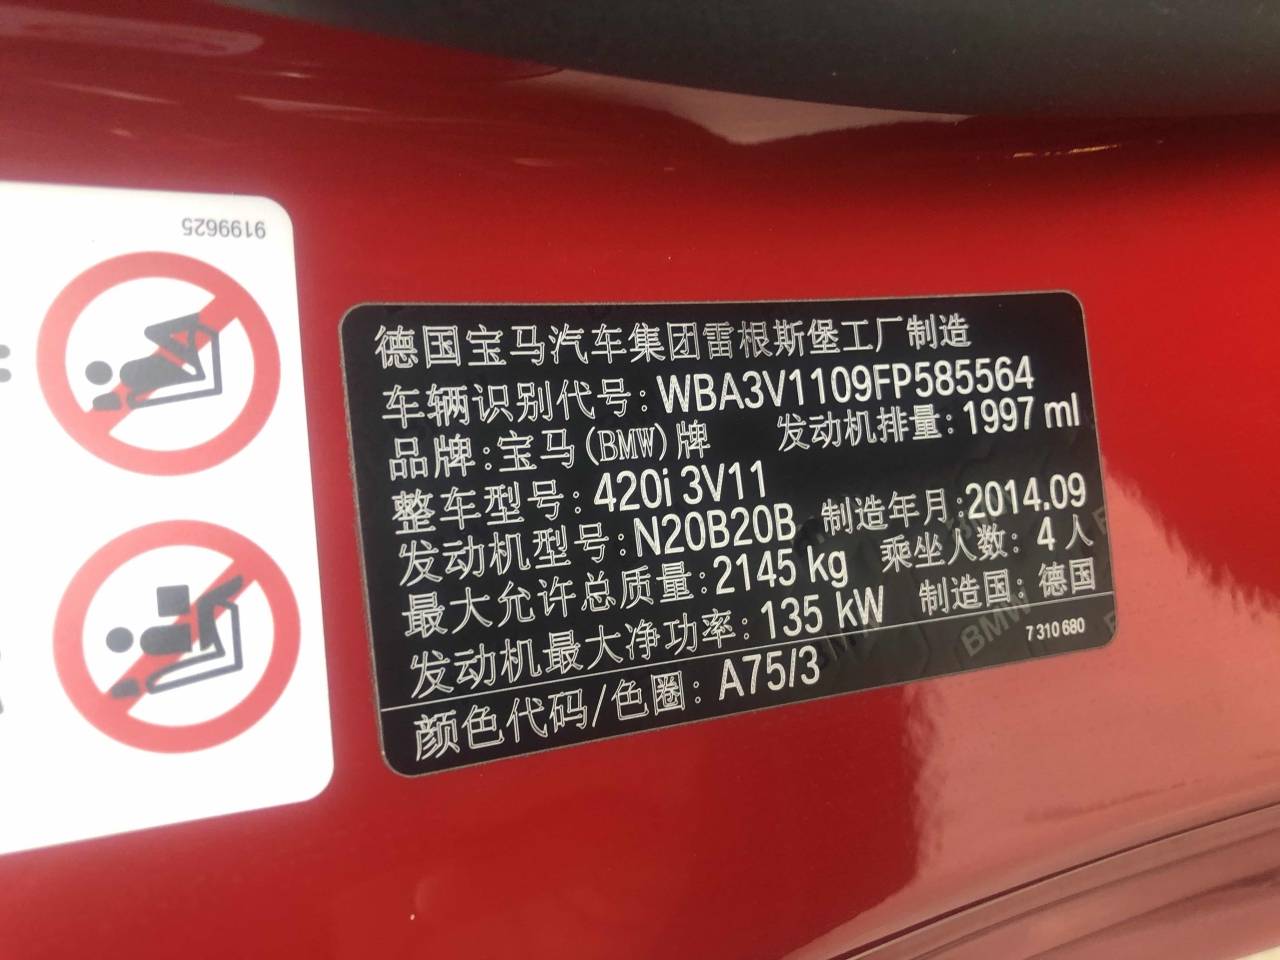 9199625
德国宝马汽车集团雷根斯堡工厂制造
车辆识别代号: WBA3V1109FP585564
品牌: 宝马(BMW)牌 发动机排量: 1997 ml
整车型号: 420i 3V11
发动机型号: N20B20B 制造年月: 2014.09
最大允许总质量: 2145 kg 乘坐人数: 4 人
发动机最大净功率: 135 kW 制造国: 德国
7 310 680
颜色代码/色圈: A75/3
BMW